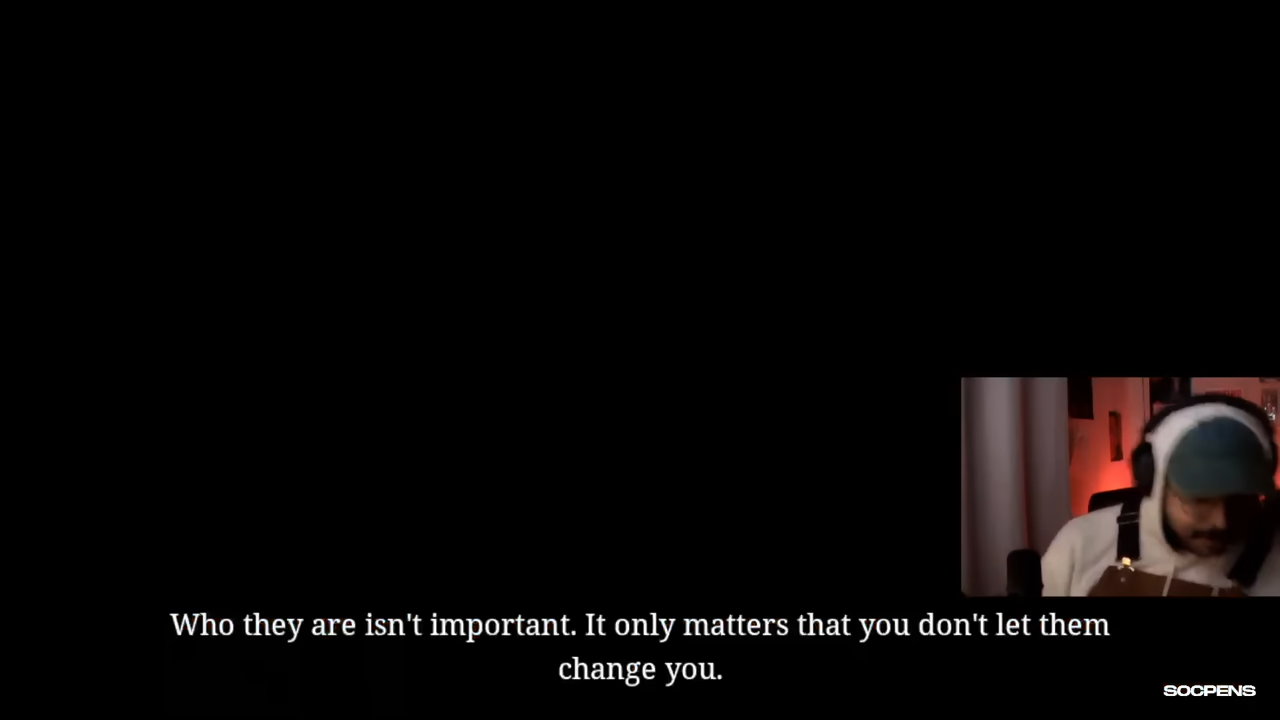 Who they are isn't important. It only matters that you don't let them
change you.
SOCPENS